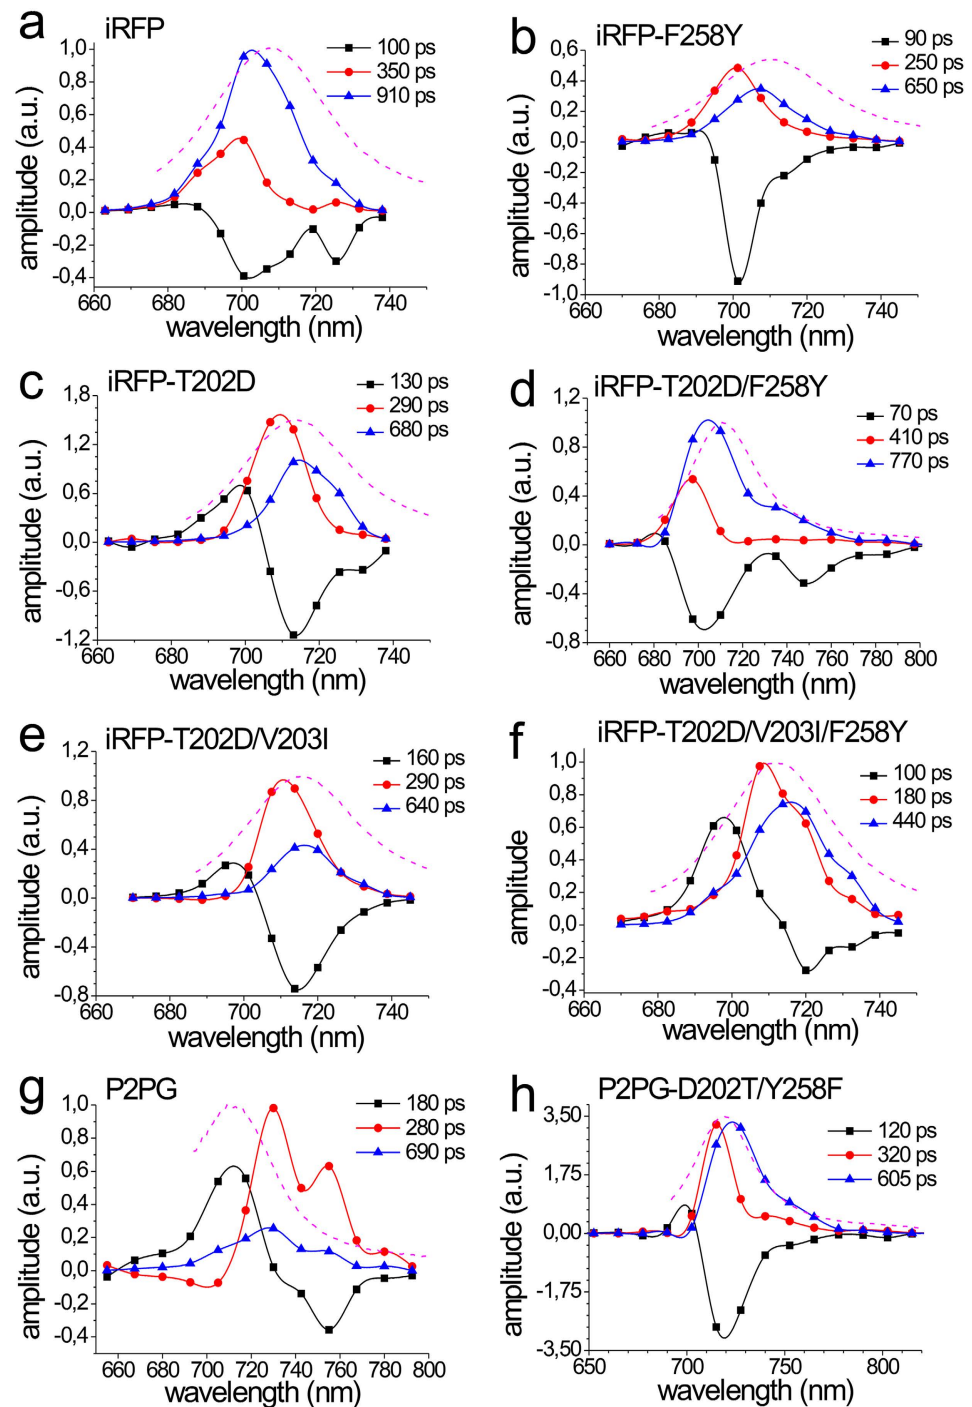 a iRFP
100 ps
350 ps
910 ps
1,0
0,8
0,6
0,4
0,2
0,0
-0,4
amplitude (a.u.)
660 680 700 720 740
wavelength (nm)
b iRFP-F258Y
90 ps
250 ps
650 ps
0,6
0,4
0,2
0,0
-0,2
-0,4
-0,6
-0,8
-1,0
amplitude (a.u.)
660 680 700 720 740
wavelength (nm)
c iRFP-T202D
130 ps
290 ps
680 ps
1,8
1,2
0,6
0,0
-0,6
-1,2
amplitude (a.u.)
660 680 700 720 740
wavelength (nm)
d iRFP-T202D/F258Y
70 ps
410 ps
770 ps
1,2
0,8
0,4
0,0
-0,4
-0,8
amplitude (a.u.)
660 680 700 720 740 760 780 800
wavelength (nm)
e iRFP-T202D/V203I
160 ps
290 ps
640 ps
1,2
0,8
0,4
0,0
-0,4
-0,8
amplitude (a.u.)
660 680 700 720 740
wavelength (nm)
f iRFP-T202D/V203I/F258Y
100 ps
180 ps
440 ps
1,0
0,8
0,6
0,4
0,2
0,0
-0,2
-0,4
amplitude
660 680 700 720 740
wavelength (nm)
g P2PG
180 ps
280 ps
690 ps
1,0
0,8
0,6
0,4
0,2
0,0
-0,2
-0,4
amplitude (a.u.)
660 680 700 720 740 760 780 800
wavelength (nm)
h P2PG-D202T/Y258F
120 ps
320 ps
605 ps
3,50
1,75
0,00
-1,75
-3,50
amplitude (a.u.)
650 700 750 800
wavelength (nm)